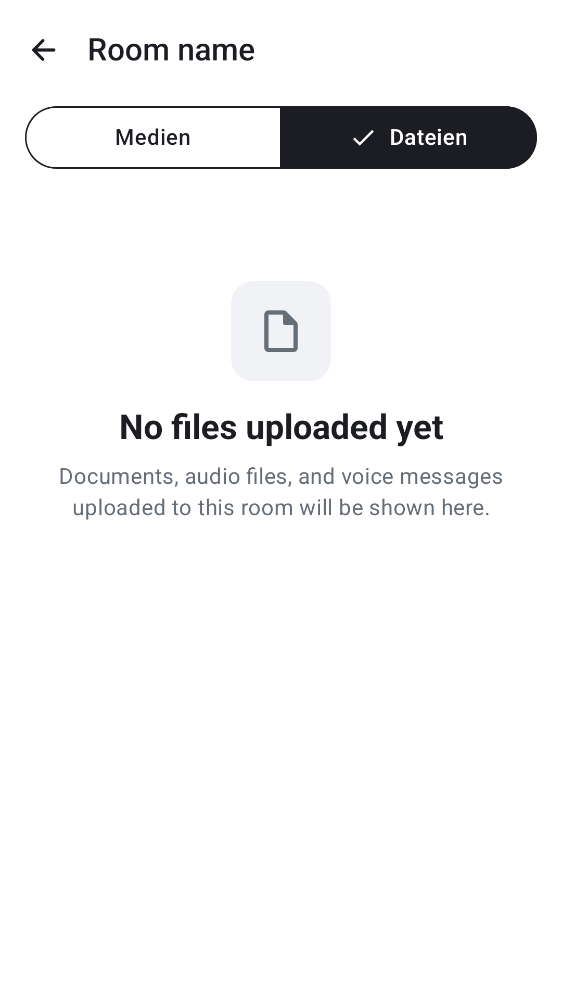 Room name
Medien
Dateien
No files uploaded yet
Documents, audio files, and voice messages
uploaded to this room will be shown here.